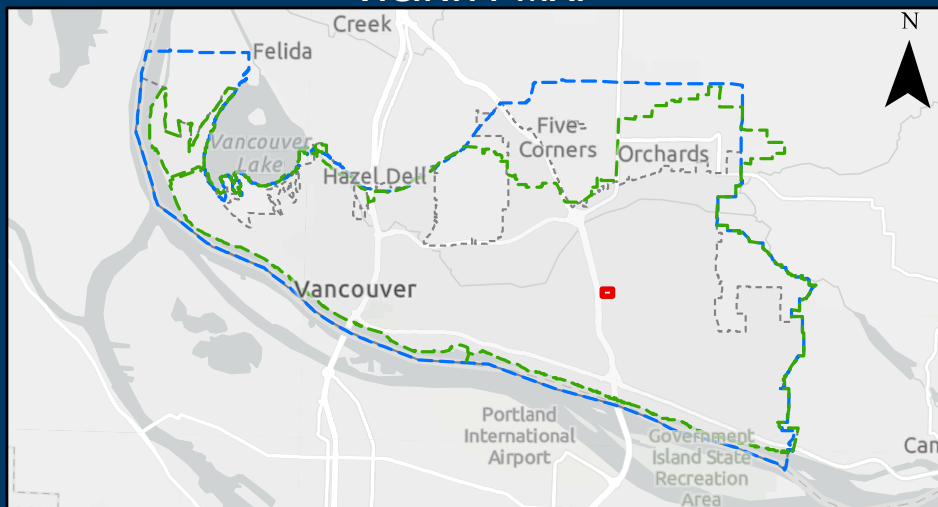 N
Creek
Felida
Five-
Corners
Vancouver
Lake
Orchards
Hazel Dell
Vancouver
Portland
International
Airport
Government
Island State
Recreation
Area